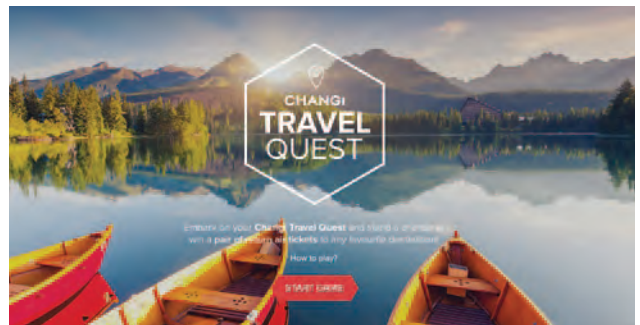 CHANGI
TRAVEL
QUEST
Embark on your Changi Travel Quest and stand a chance to
win a pair of return air tickets to any favourite destination!
How to play?
START GAME